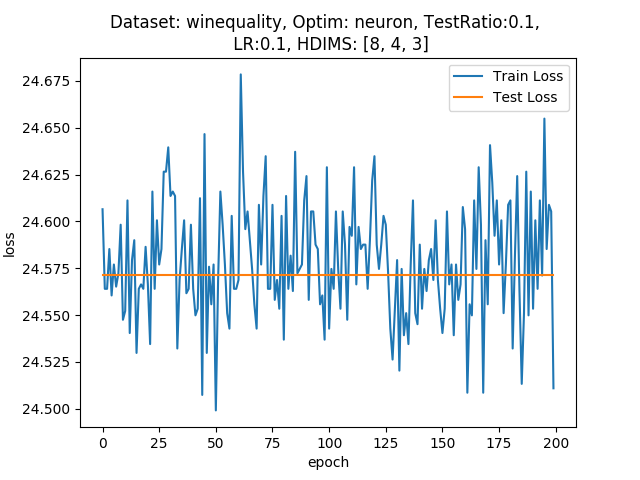 Dataset: winequality, Optim: neuron, TestRatio:0.1,
LR:0.1, HDIMS: [8, 4, 3]
Train Loss
Test Loss
24.675
24.650
24.625
24.600
24.575
24.550
24.525
24.500
loss
0 25 50 75 100 125 150 175 200
epoch